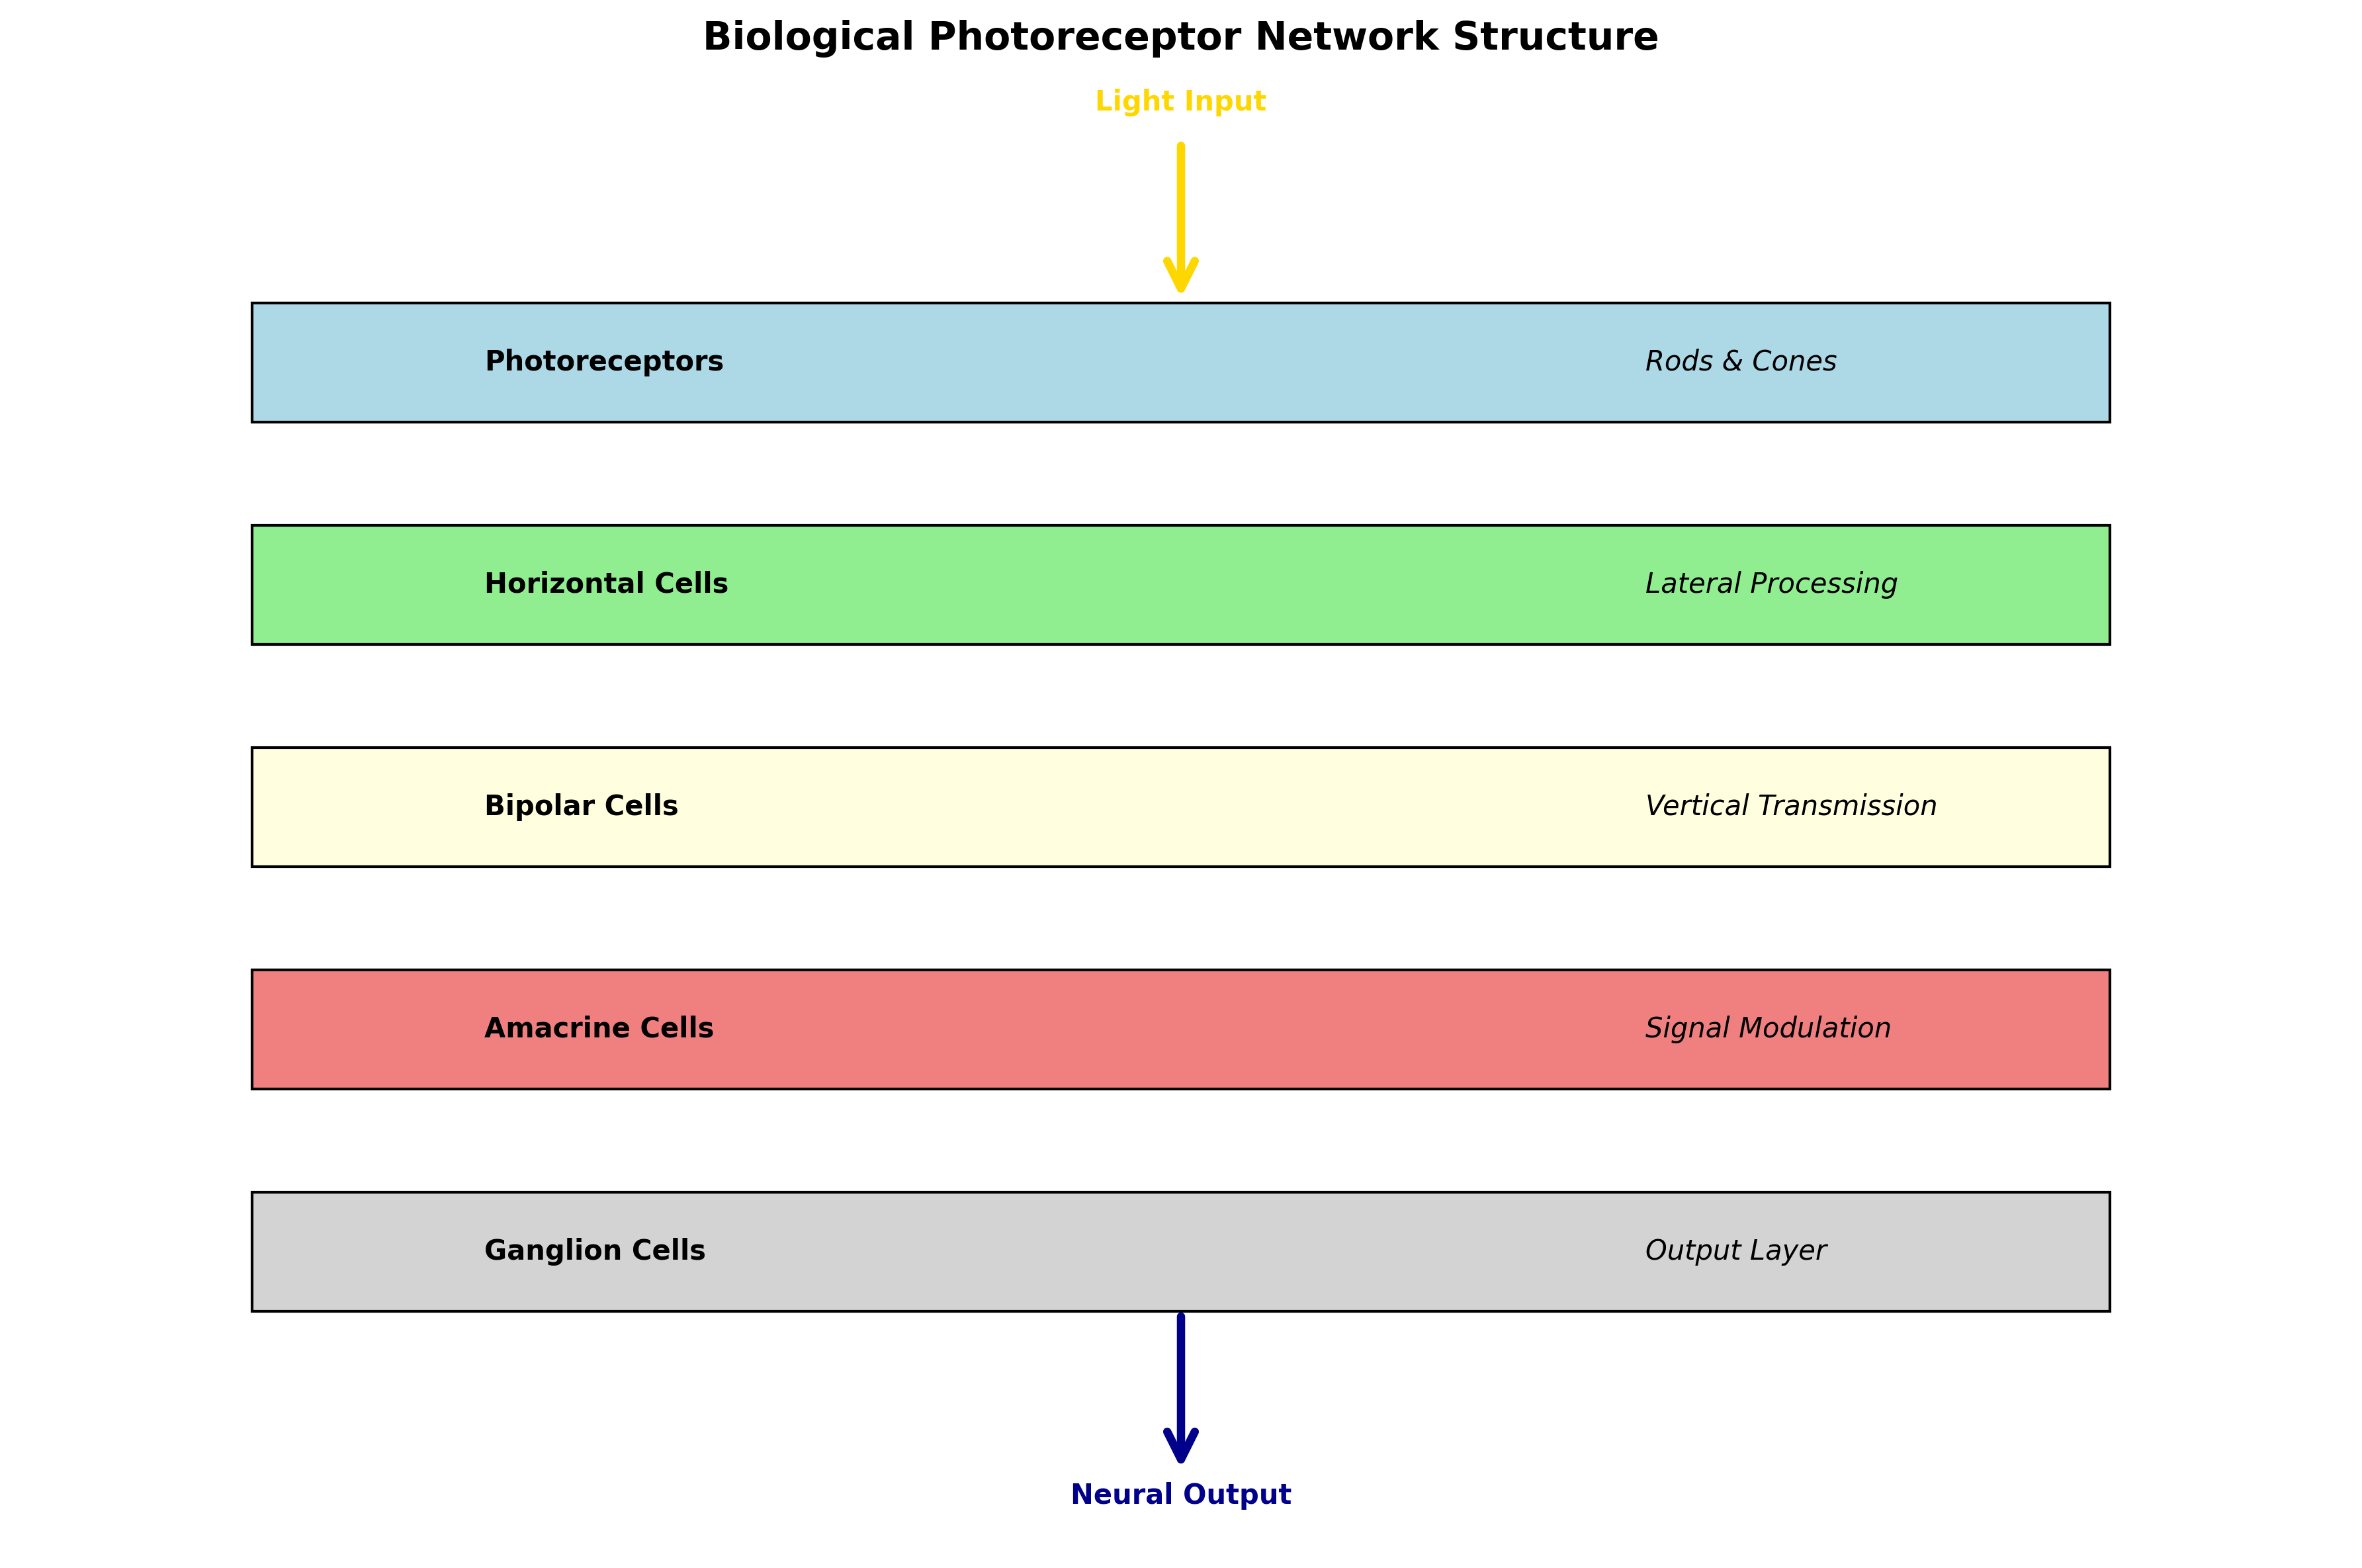 Biological Photoreceptor Network Structure
Light Input
Photoreceptors Rods & Cones
Horizontal Cells Lateral Processing
Bipolar Cells Vertical Transmission
Amacrine Cells Signal Modulation
Ganglion Cells Output Layer
Neural Output